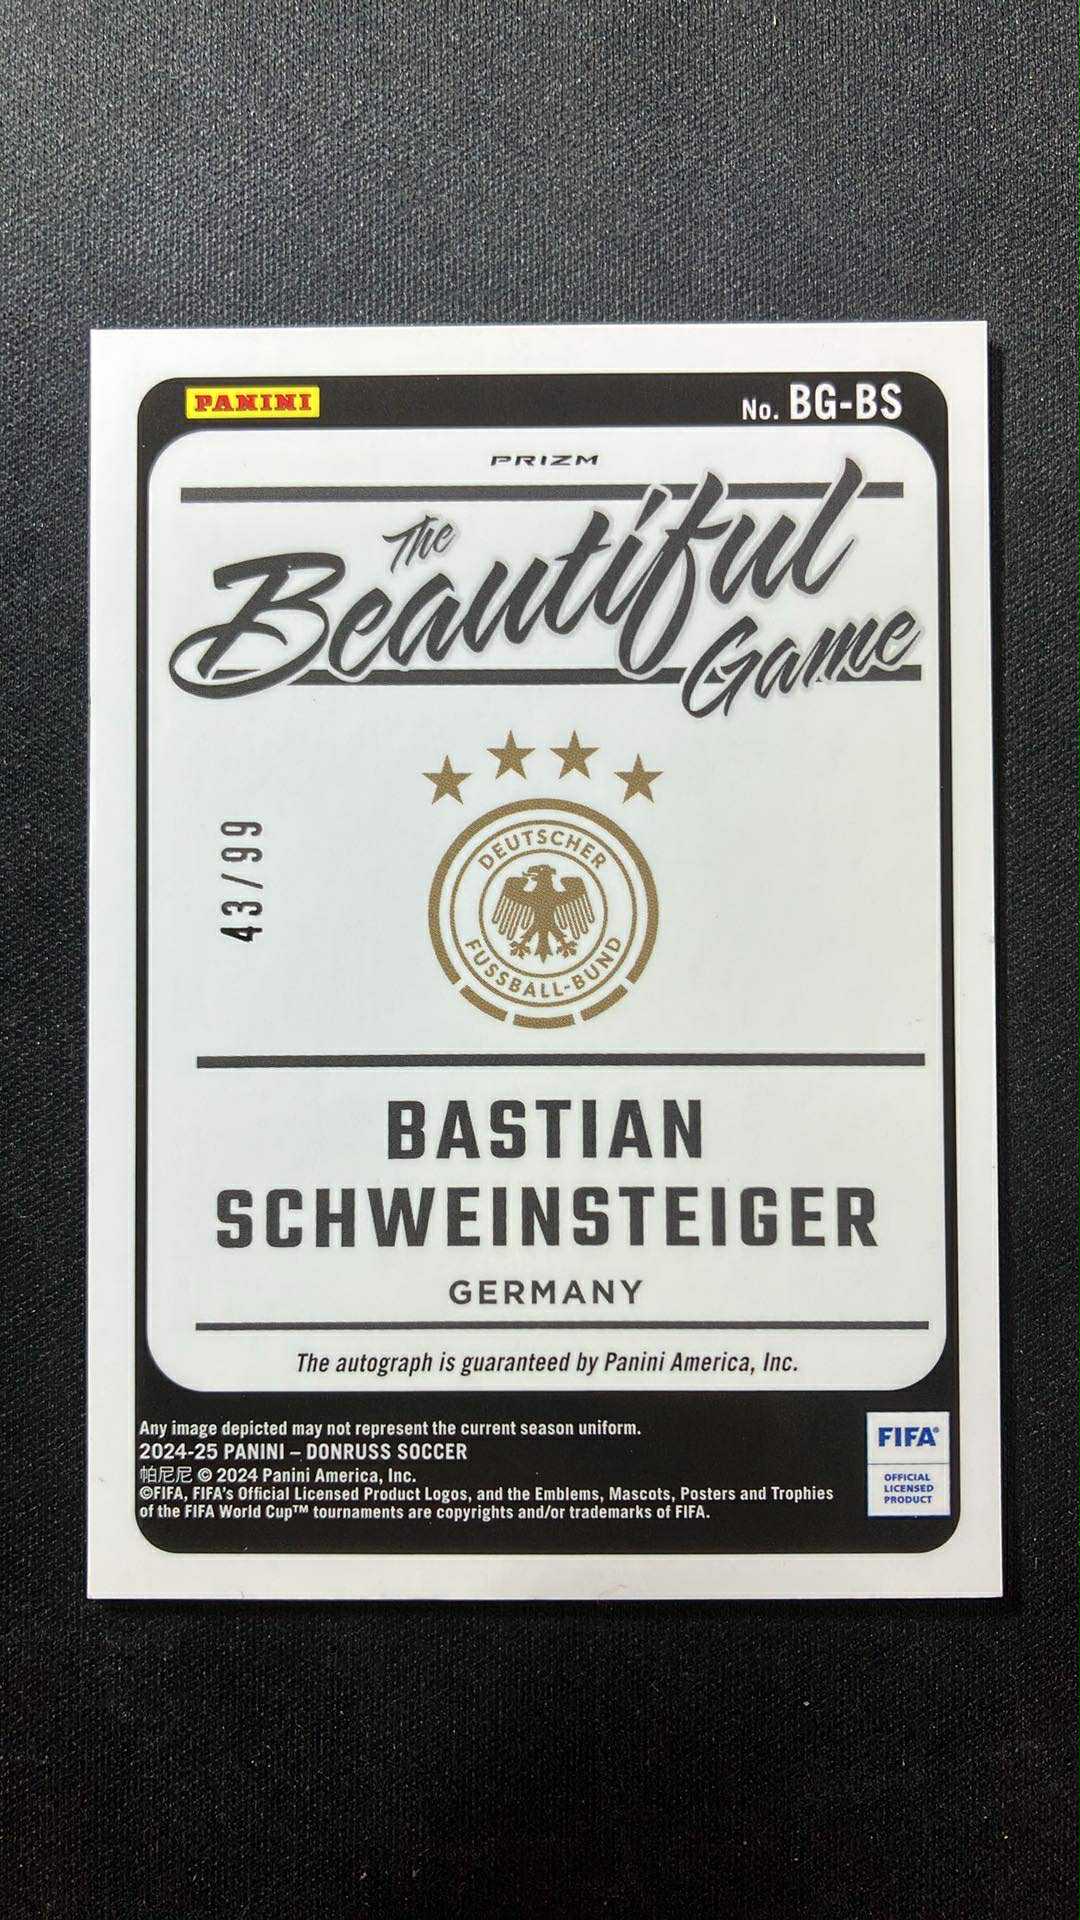 PANINI
No. BG-BS
PRIZM
The
Beautiful
Game
43/99
DEUTSCHER
FUSSBALL-BUND
BASTIAN
SCHWEINSTEIGER
GERMANY
The autograph is guaranteed by Panini America, Inc.
Any image depicted may not represent the current season uniform.
2024-25 PANINI – DONRUSS SOCCER
帕尼尼 © 2024 Panini America, Inc.
©FIFA, FIFA's Official Licensed Product Logos, and the Emblems, Mascots, Posters and Trophies
of the FIFA World Cup™ tournaments are copyrights and/or trademarks of FIFA.
FIFA®
OFFICIAL
LICENSED
PRODUCT